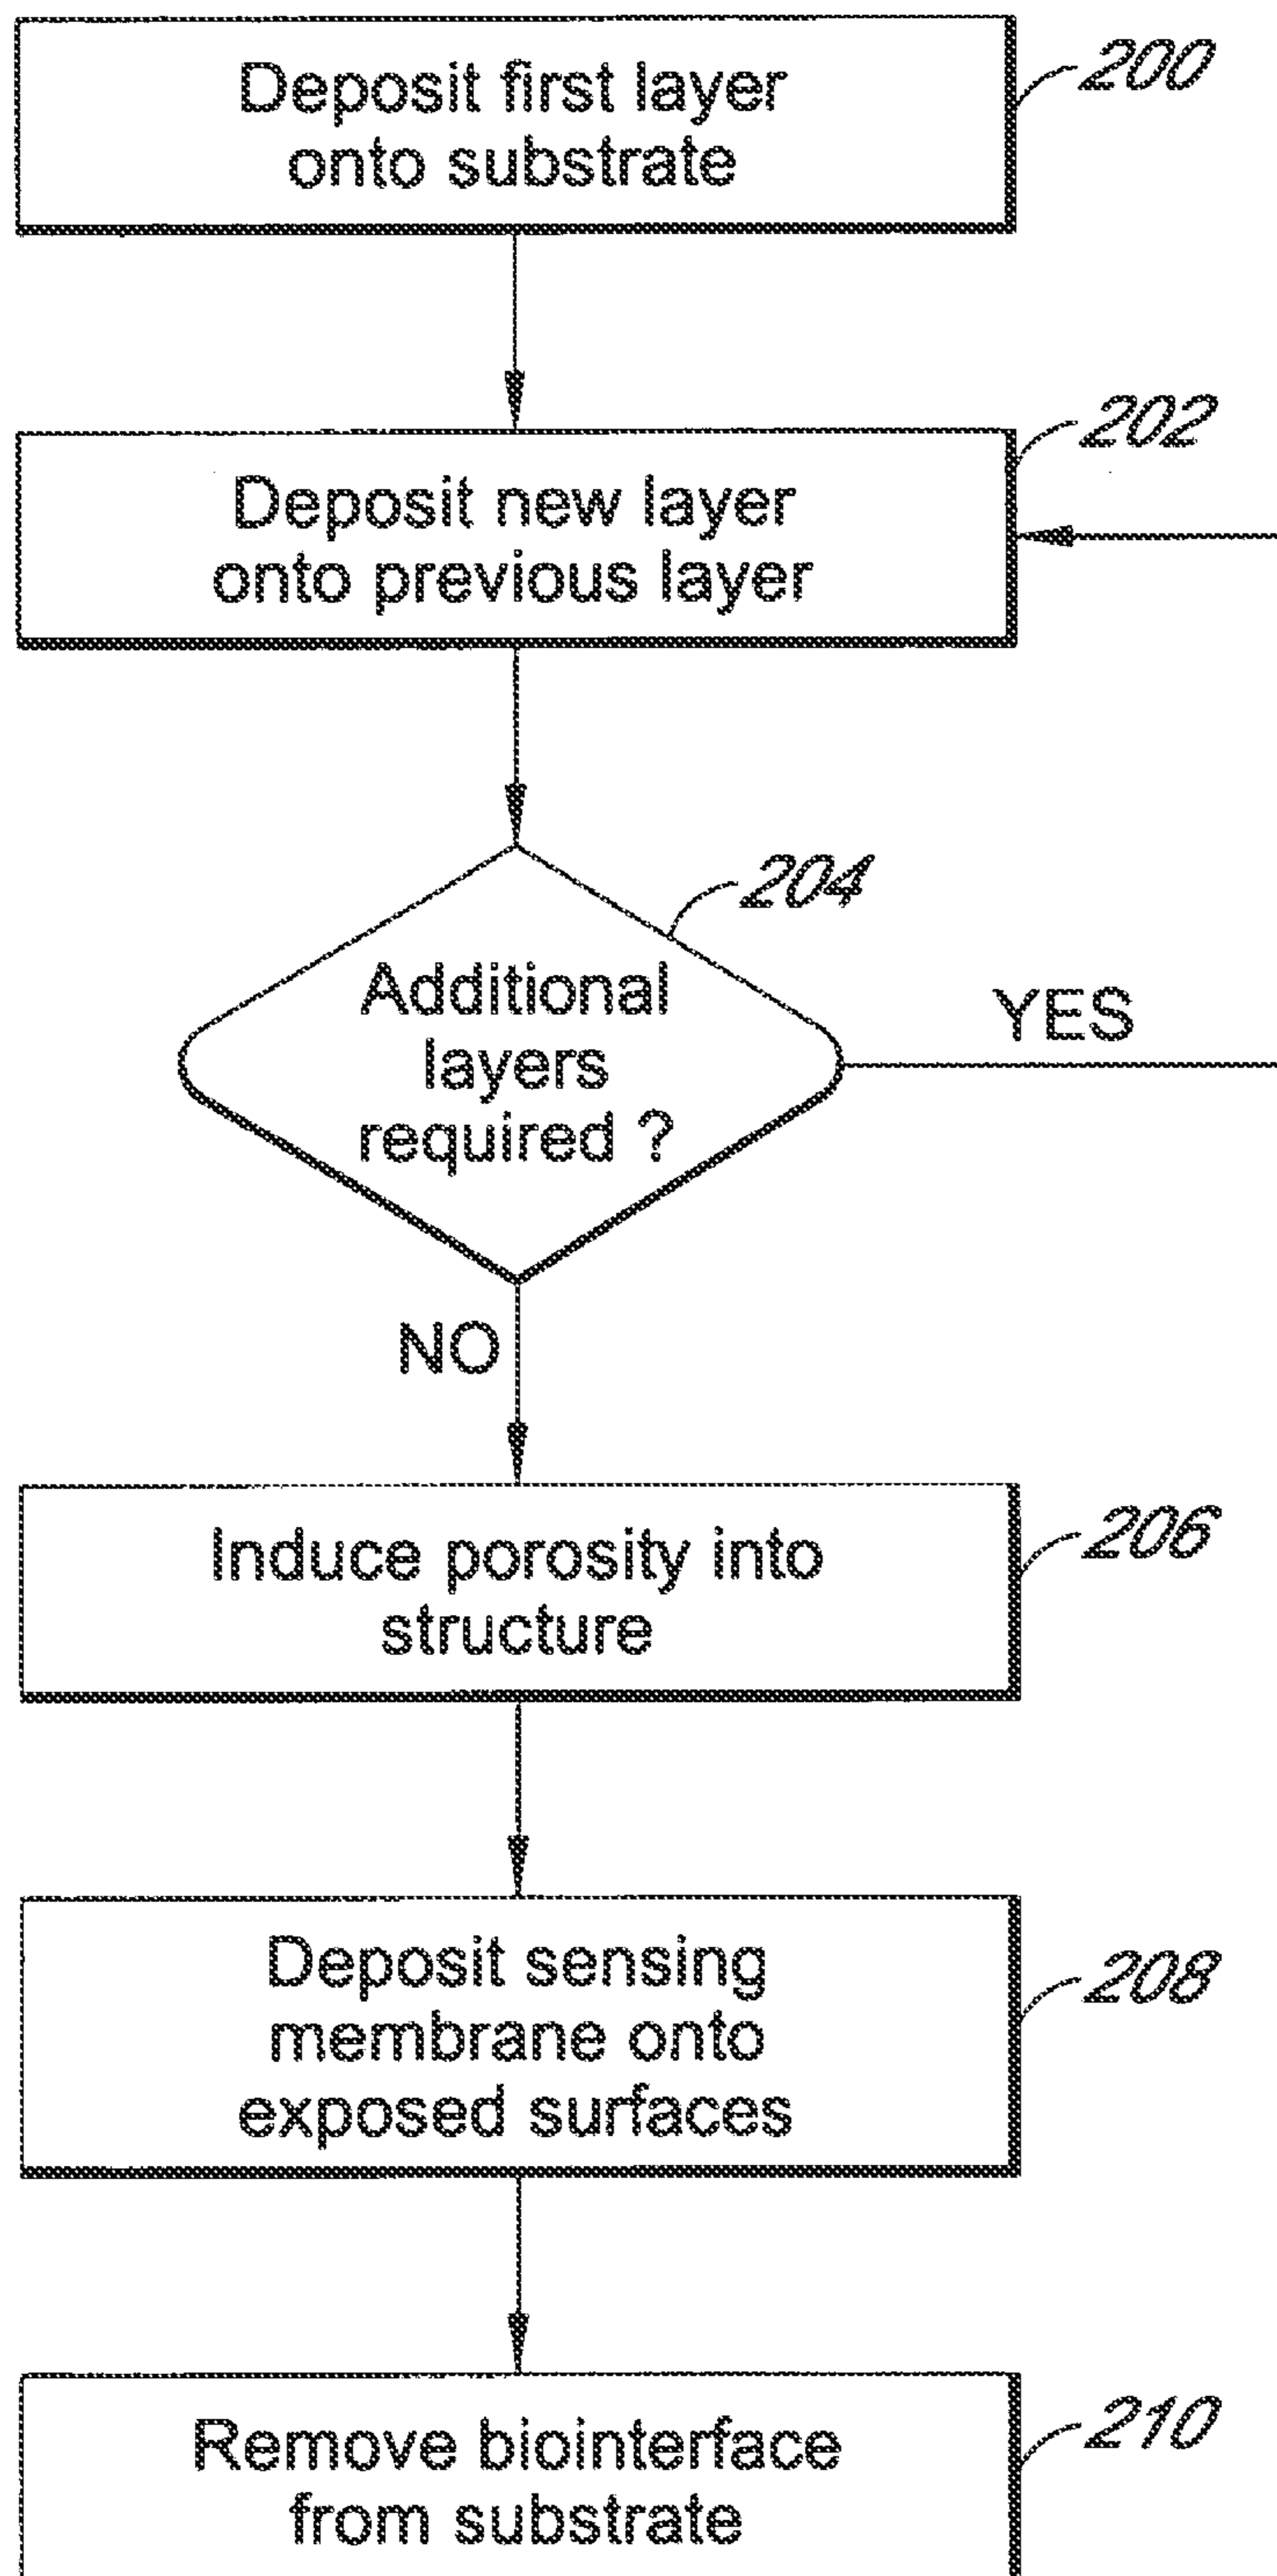 Deposit first layer
onto substrate
200
Deposit new layer
onto previous layer
202
204
Additional
layers
required ?
YES
NO
Induce porosity into
structure
206
Deposit sensing
membrane onto
exposed surfaces
208
Remove biointerface
from substrate
210